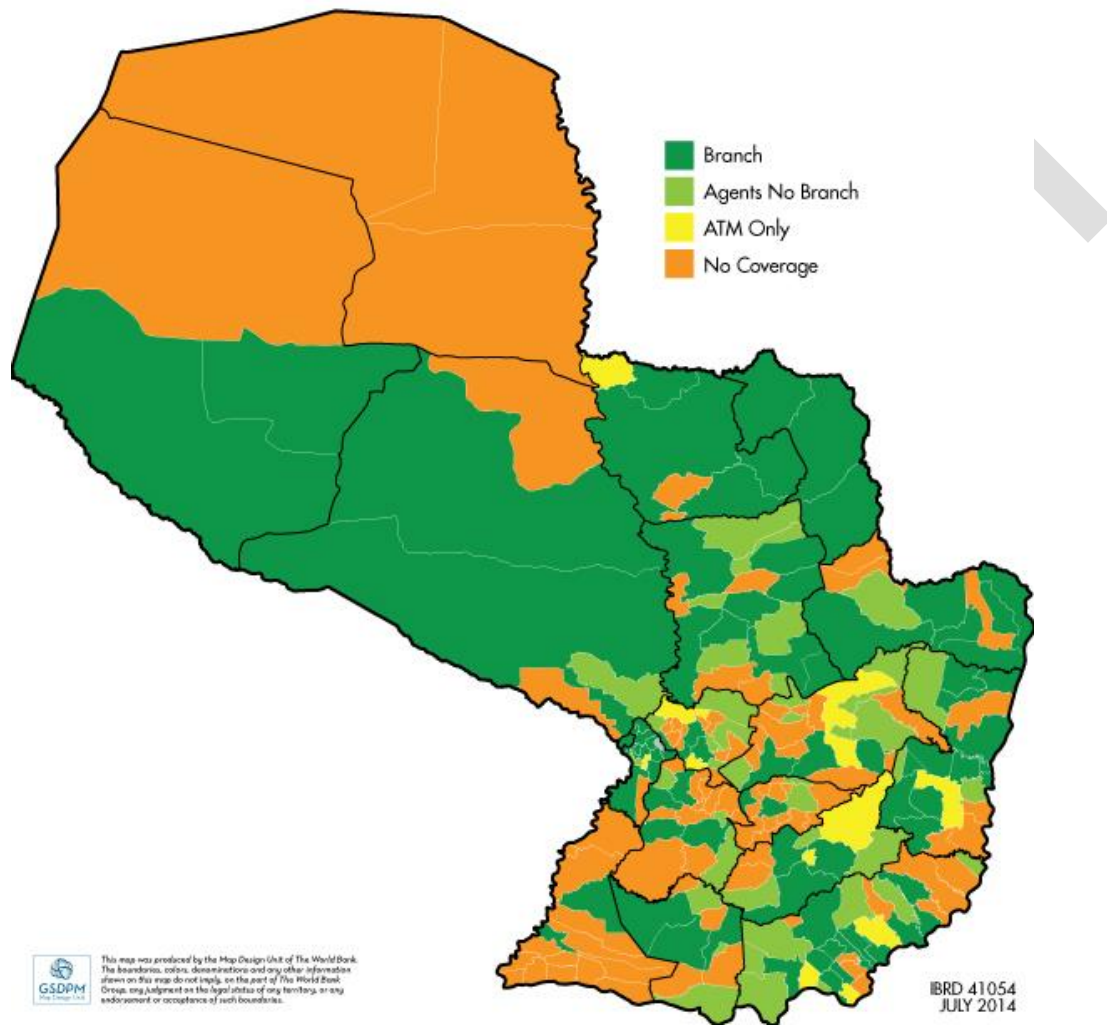 Branch
Agents No Branch
ATM Only
No Coverage
GSDPM
Map Design Unit
This map was produced by the Map Design Unit of The World Bank.
The boundaries, colors, denominations and any other information
shown on this map do not imply, on the part of The World Bank
Group, any judgment on the legal status of any territory, or any
endorsement or acceptance of such boundaries.
IBRD 41054
JULY 2014